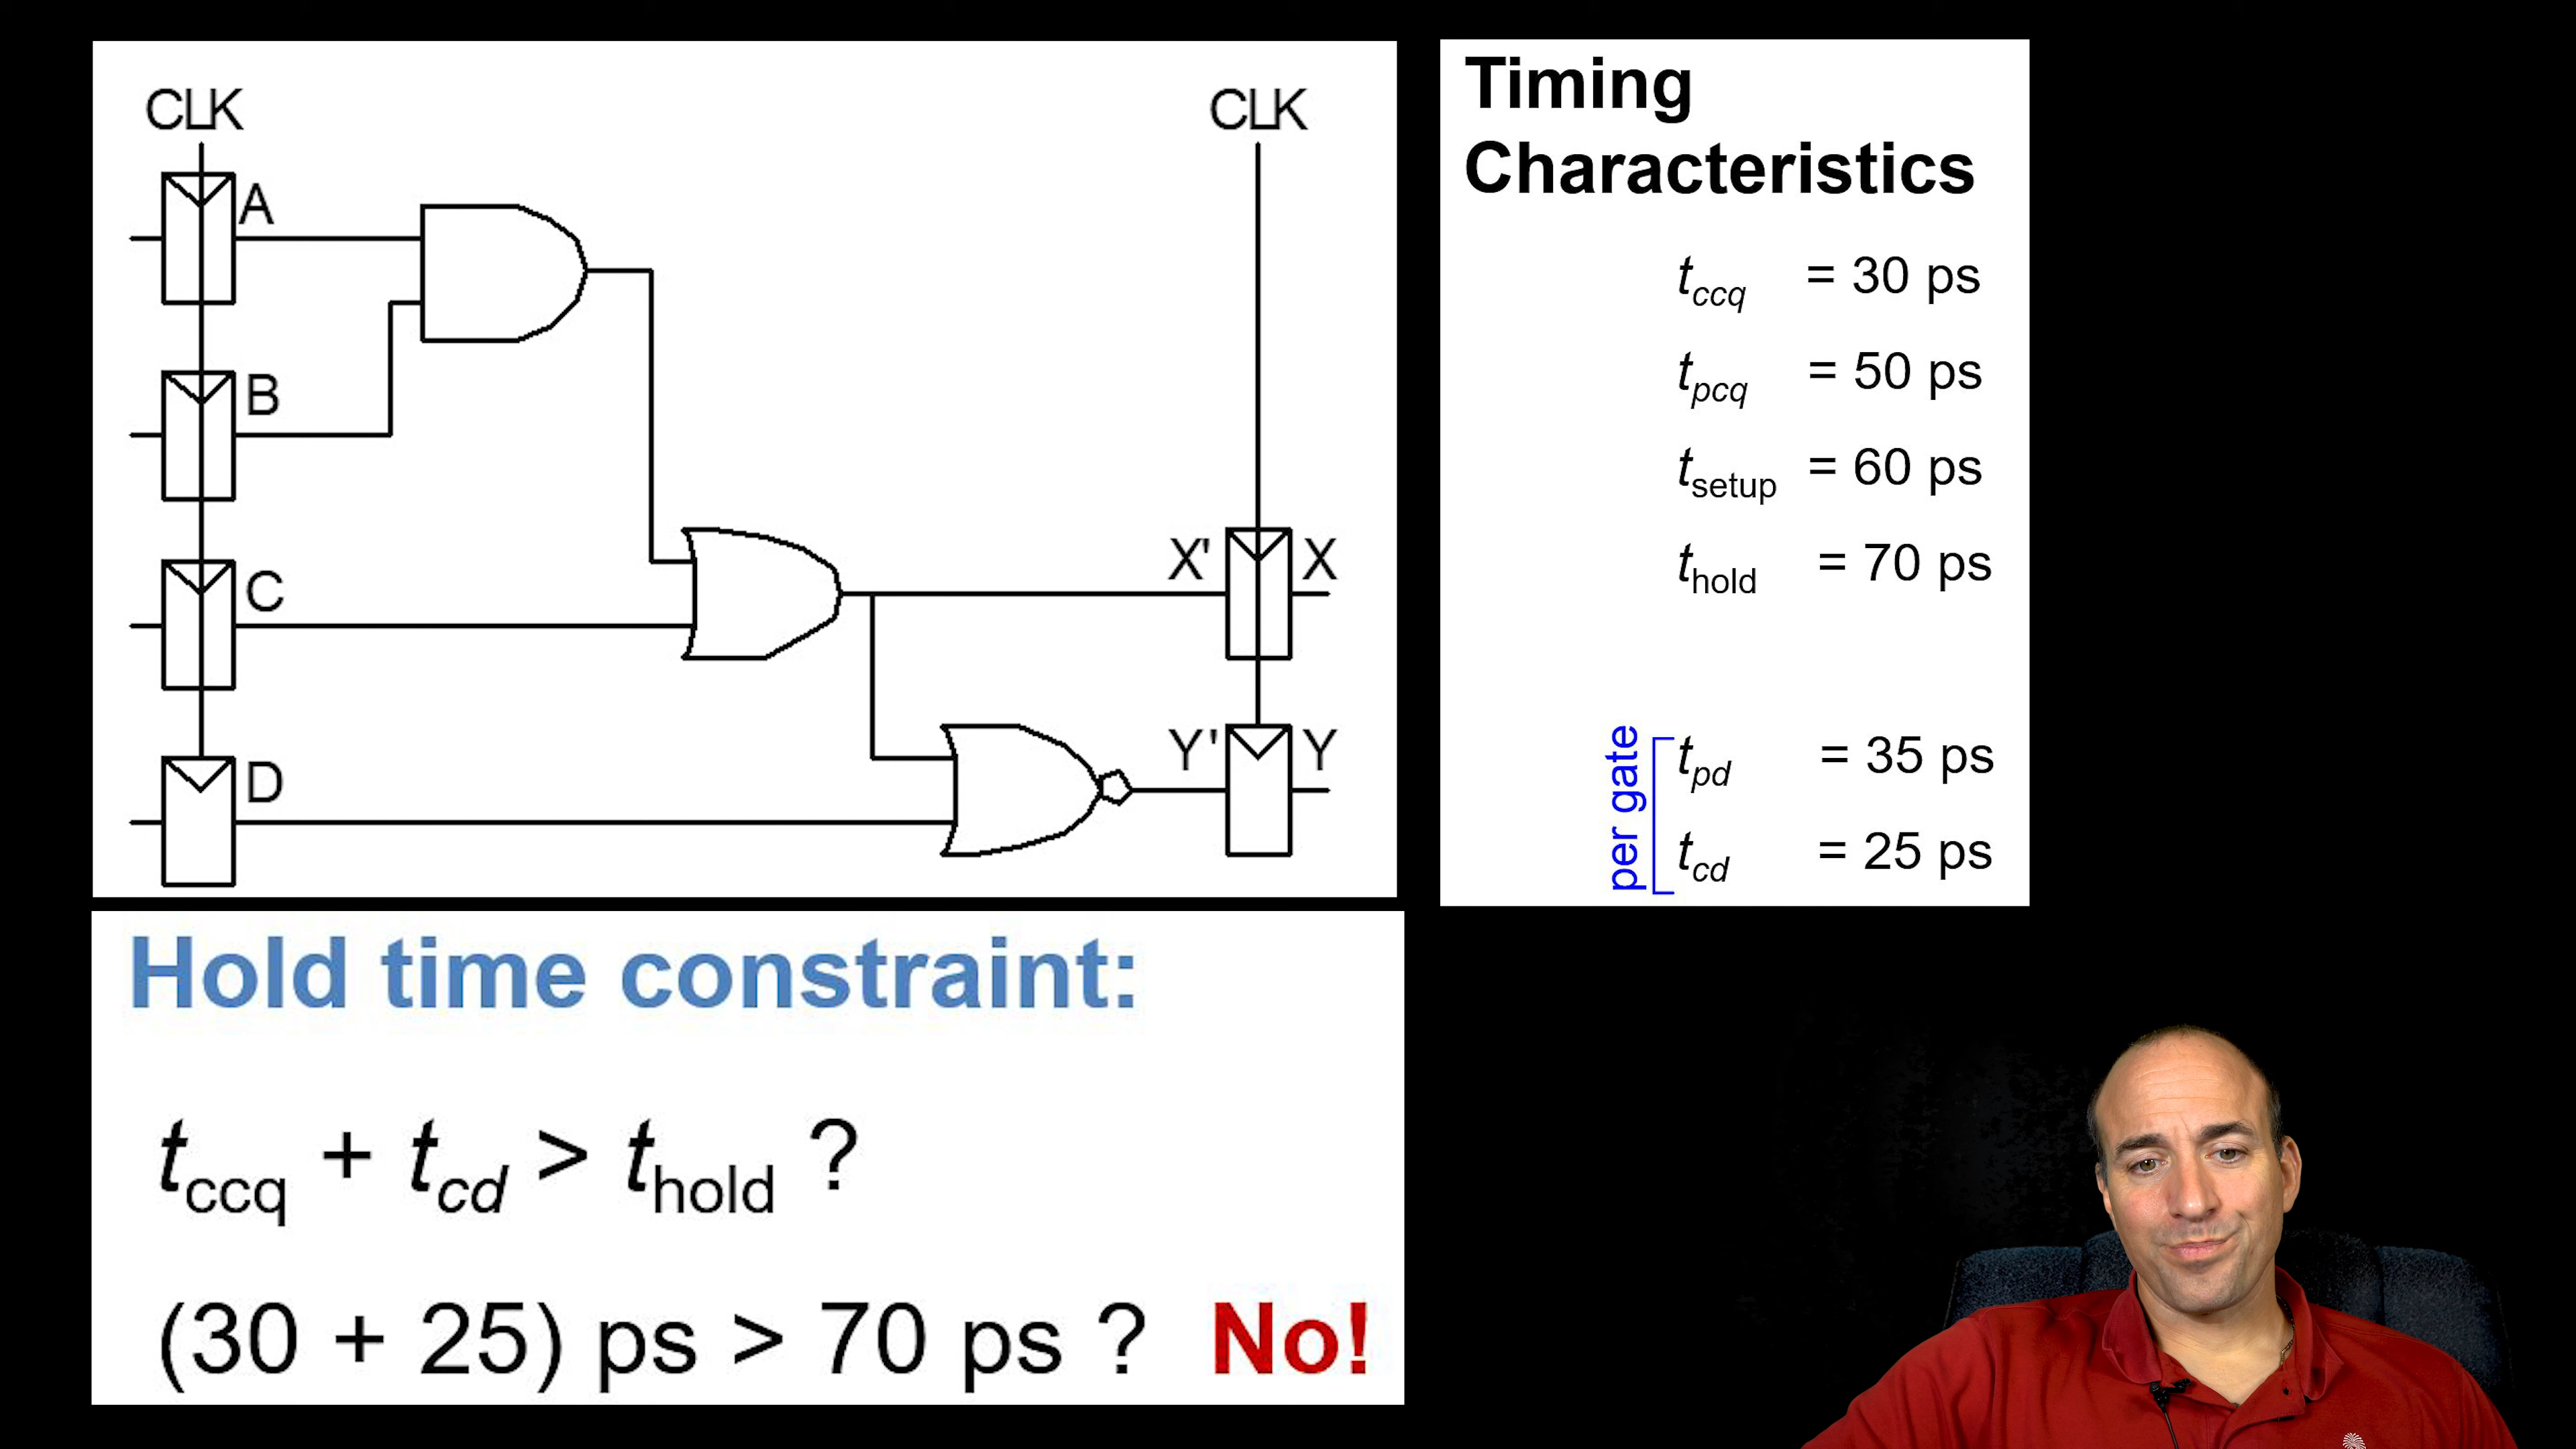 CLK
CLK
A
B
C
D
X'
X
Y'
Y
Timing
Characteristics
tccq = 30 ps
tpcq = 50 ps
tsetup = 60 ps
thold = 70 ps
per gate
tpd = 35 ps
tcd = 25 ps
Hold time constraint:
tccq + tcd > thold ?
(30 + 25) ps > 70 ps ? No!